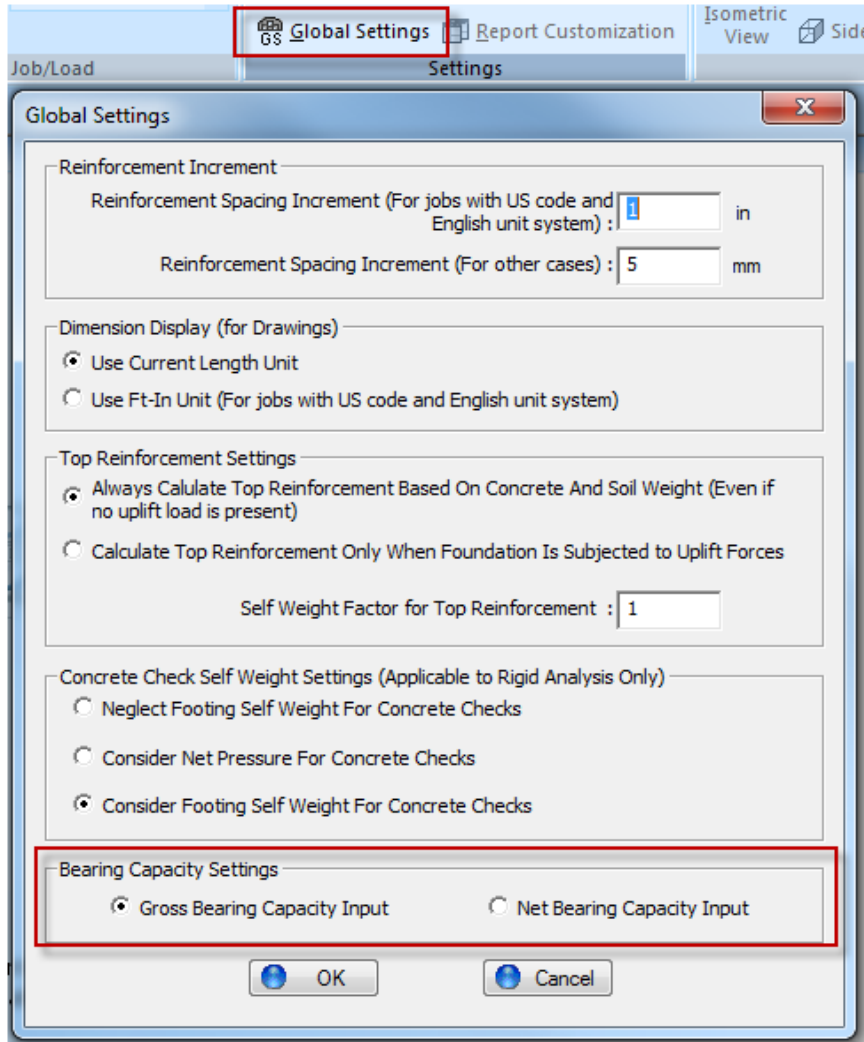 Isometric
GS Global Settings Report Customization View Side
Job/Load Settings
Global Settings
Reinforcement Increment
Reinforcement Spacing Increment (For jobs with US code and
English unit system) : 1 in
Reinforcement Spacing Increment (For other cases) : 5 mm
Dimension Display (for Drawings)
Use Current Length Unit
Use Ft-In Unit (For jobs with US code and English unit system)
Top Reinforcement Settings
Always Calulate Top Reinforcement Based On Concrete And Soil Weight (Even if
no uplift load is present)
Calculate Top Reinforcement Only When Foundation Is Subjected to Uplift Forces
Self Weight Factor for Top Reinforcement : 1
Concrete Check Self Weight Settings (Applicable to Rigid Analysis Only)
Neglect Footing Self Weight For Concrete Checks
Consider Net Pressure For Concrete Checks
Consider Footing Self Weight For Concrete Checks
Bearing Capacity Settings
Gross Bearing Capacity Input Net Bearing Capacity Input
OK Cancel